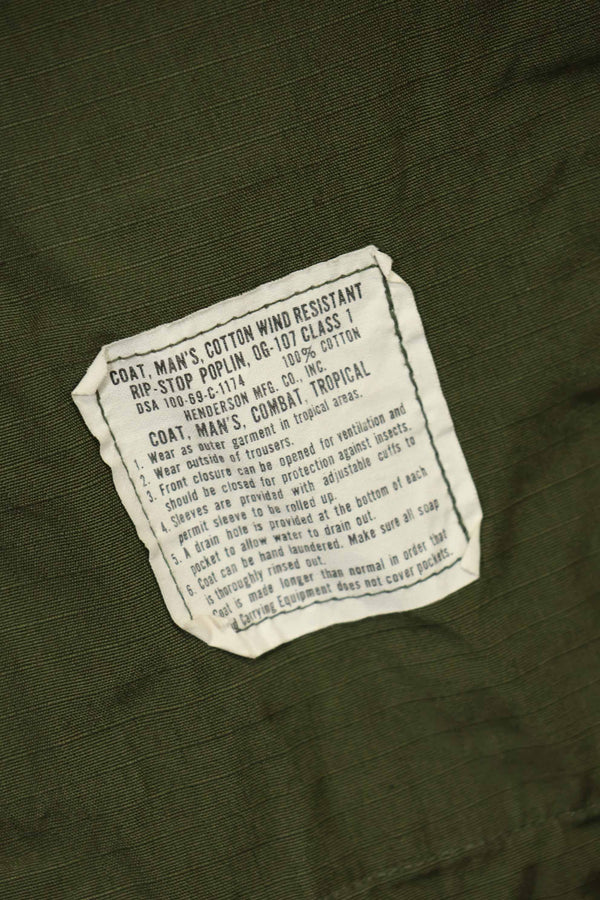 COAT, MAN'S, COTTON WIND RESISTANT
RIP-STOP POPLIN, OG-107 CLASS 1
DSA 100-69-C-1174 100% COTTON
HENDERSON MFG. CO., INC.
COAT, MAN'S, COMBAT, TROPICAL
1. Wear as outer garment in tropical areas.
2. Wear outside of trousers.
3. Front closure can be opened for ventilation and
should be closed for protection against insects.
4. Sleeves are provided with adjustable cuffs to
permit sleeve to be rolled up.
5. A drain hole is provided at the bottom of each
pocket to allow water to drain out.
6. Coat can be hand laundered. Make sure all soap
is thoroughly rinsed out.
Coat is made longer than normal in order that
Carrying Equipment does not cover pockets.